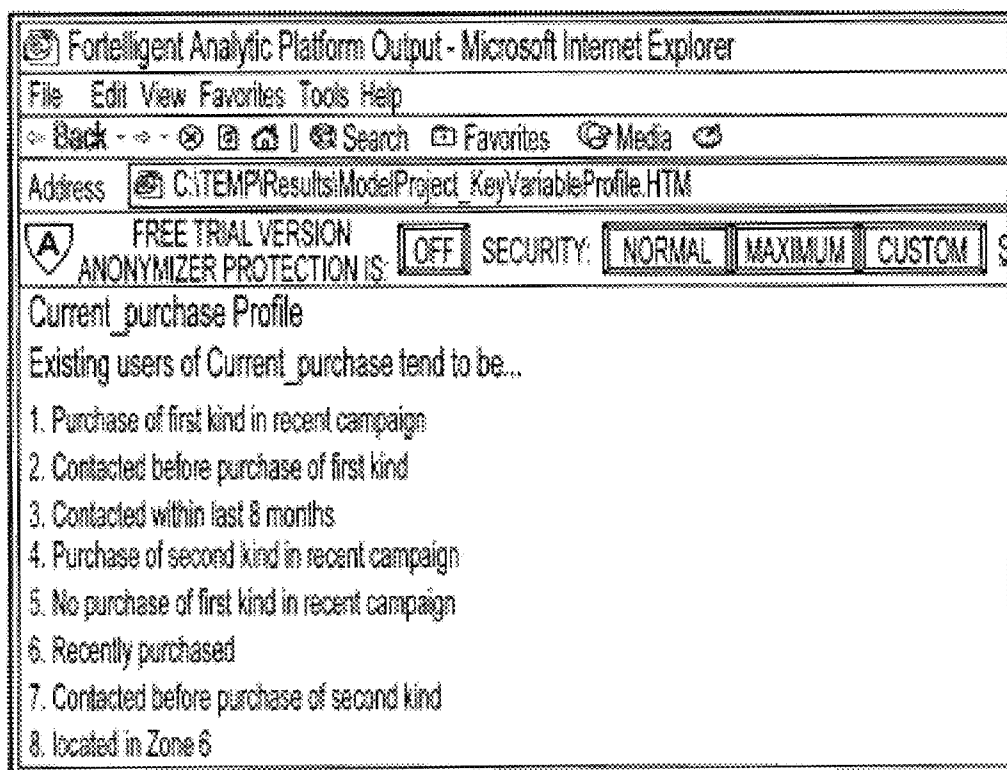 Fortelligent Analytic Platform Output - Microsoft Internet Explorer
File Edit View Favorites Tools Help
Back Search Favorites Media
Address C:\TEMP\Results\ModelProject_KeyVariableProfile.HTM
A FREE TRIAL VERSION
ANONYMIZER PROTECTION IS: OFF SECURITY: NORMAL MAXIMUM CUSTOM S
Current_purchase Profile
Existing users of Current_purchase tend to be...
1. Purchase of first kind in recent campaign
2. Contacted before purchase of first kind
3. Contacted within last 8 months
4. Purchase of second kind in recent campaign
5. No purchase of first kind in recent campaign
6. Recently purchased
7. Contacted before purchase of second kind
8. located in Zone 6